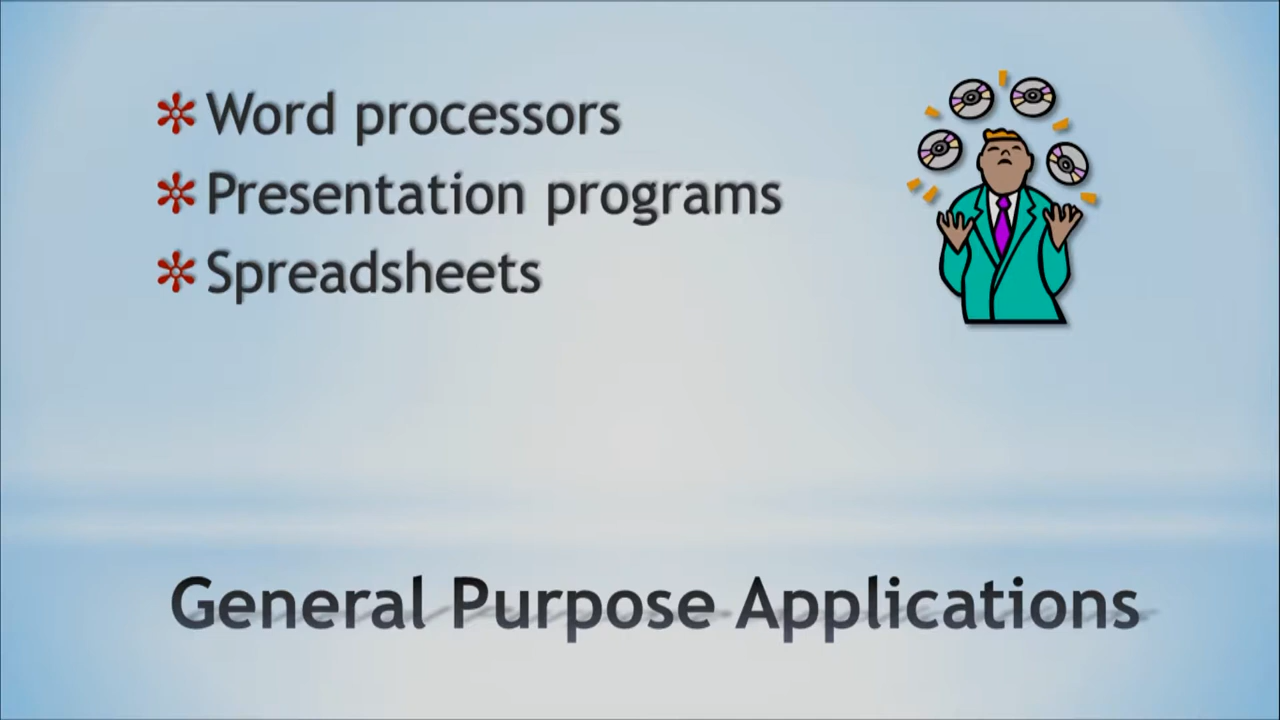 Word processors
Presentation programs
Spreadsheets
General Purpose Applications